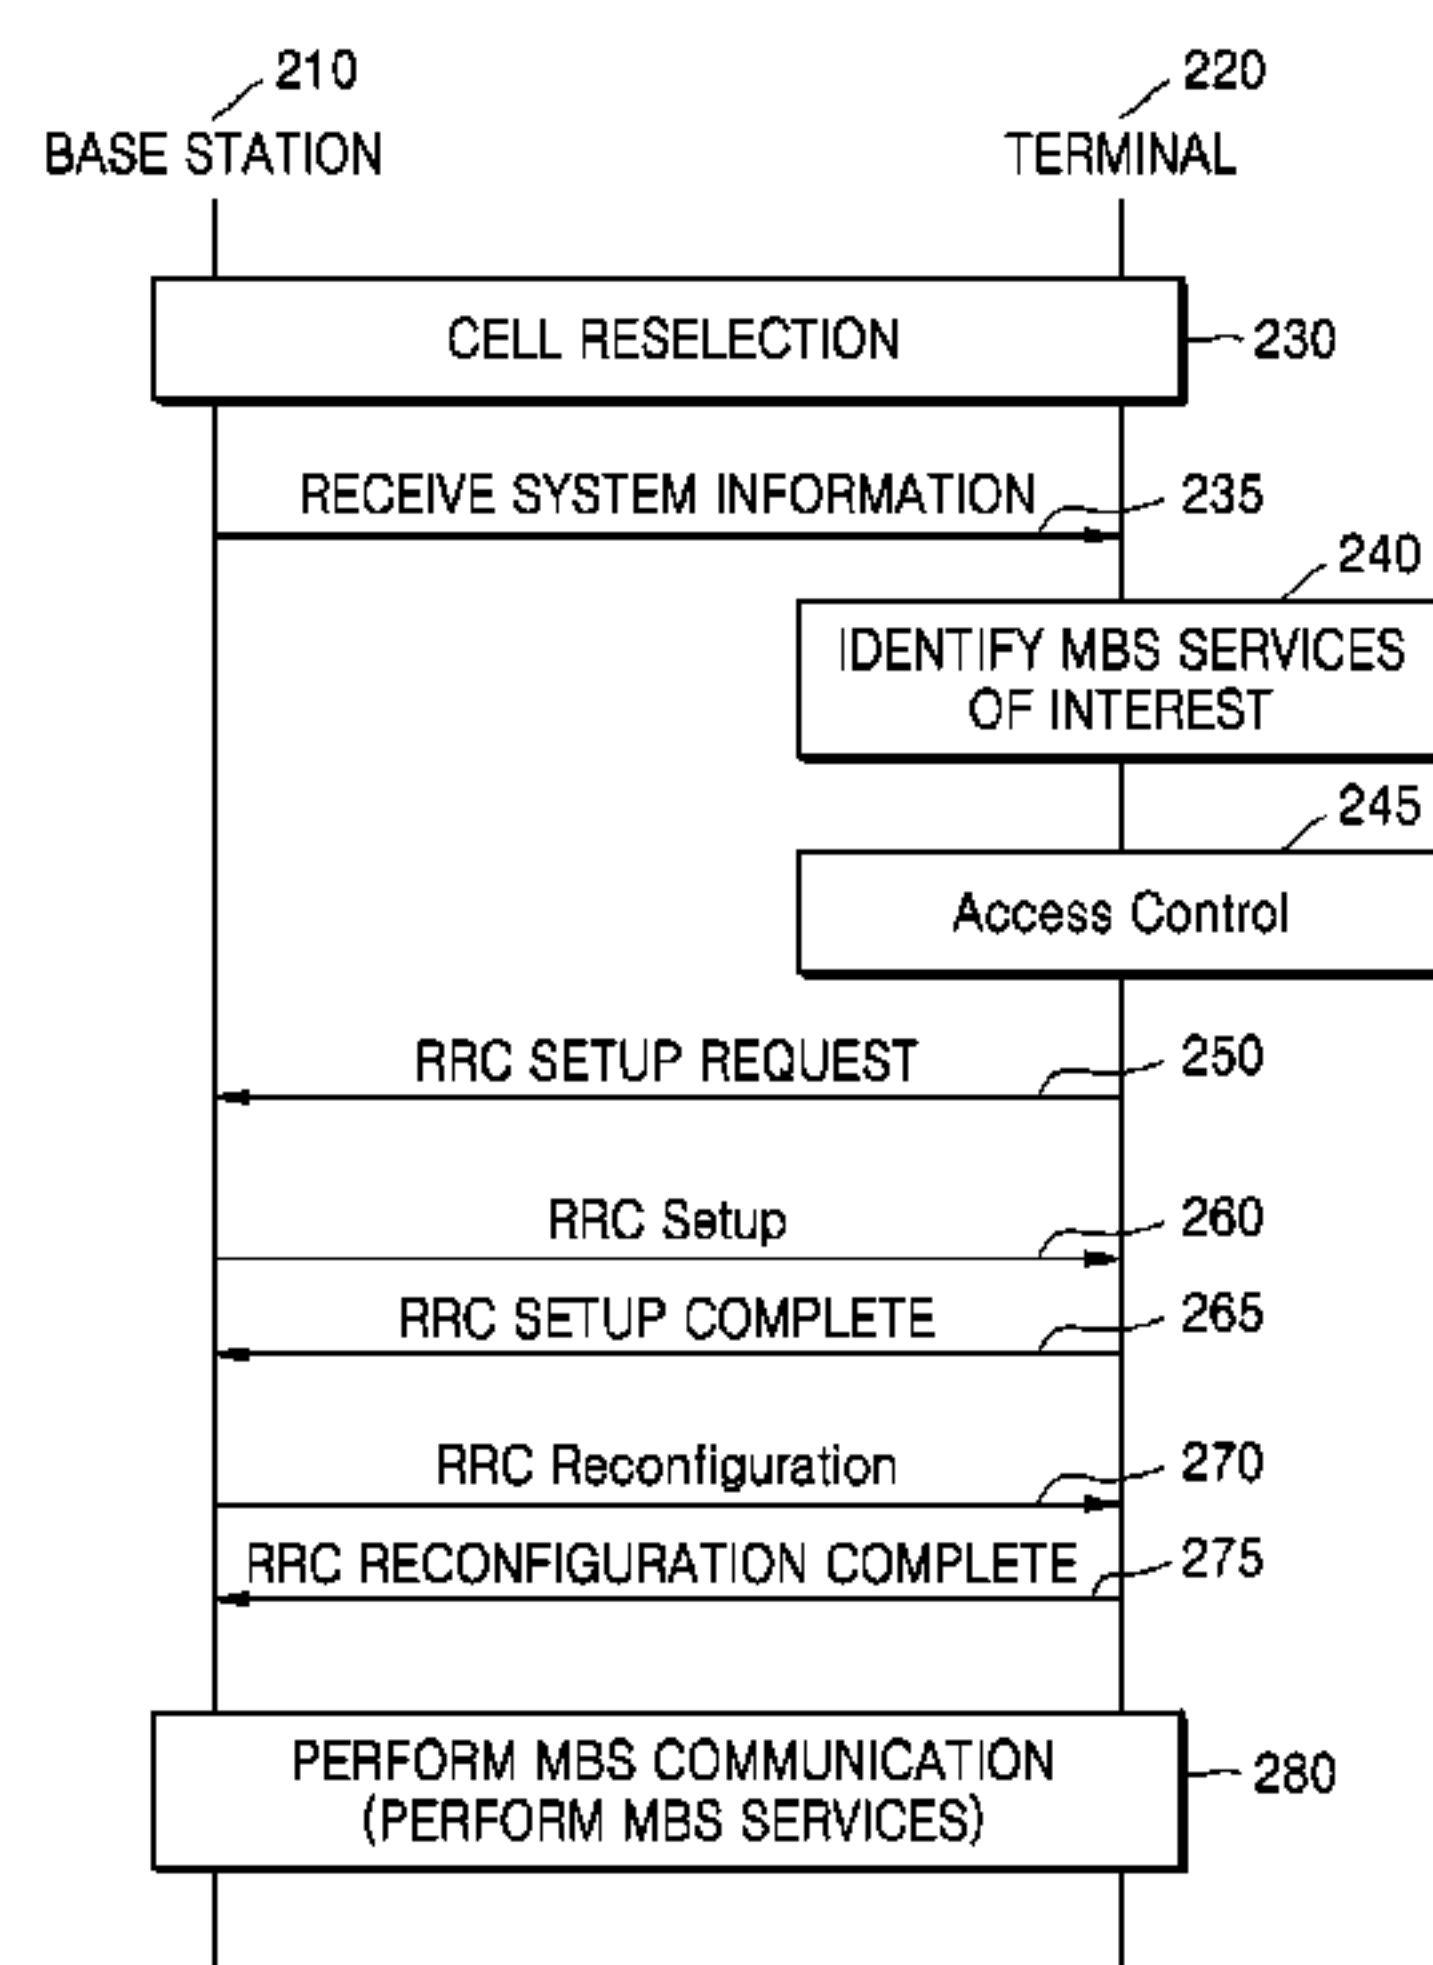 210
220
BASE STATION
TERMINAL
CELL RESELECTION
230
RECEIVE SYSTEM INFORMATION
235
240
IDENTIFY MBS SERVICES
OF INTEREST
245
Access Control
RRC SETUP REQUEST
250
RRC Setup
260
RRC SETUP COMPLETE
265
RRC Reconfiguration
270
RRC RECONFIGURATION COMPLETE
275
PERFORM MBS COMMUNICATION
(PERFORM MBS SERVICES)
280